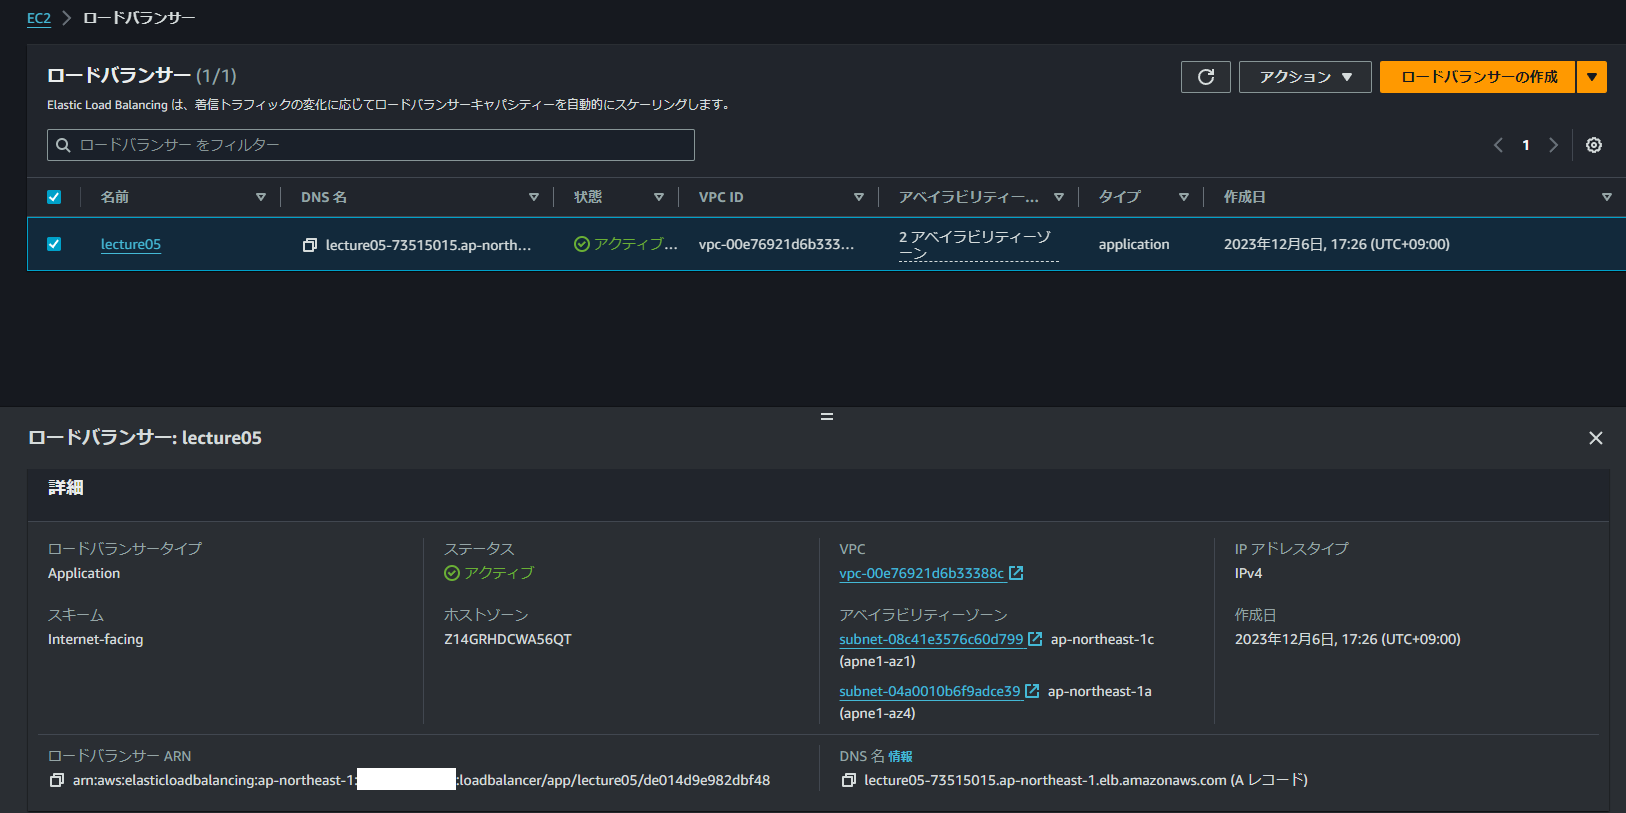 EC2 > ロードバランサー
ロードバランサー (1/1)
アクション
ロードバランサーの作成
Elastic Load Balancing は、着信トラフィックの変化に応じてロードバランサーキャパシティーを自動的にスケーリングします。
ロードバランサー をフィルター
1
名前 DNS 名 状態 VPC ID アベイラビリティー... タイプ 作成日
lecture05 lecture05-73515015.ap-north... アクティブ... vpc-00e76921d6b333... 2 アベイラビリティーゾ
ーン
application 2023年12月6日, 17:26 (UTC+09:00)
ロードバランサー: lecture05
詳細
ロードバランサータイプ
Application
スキーム
Internet-facing
ステータス
アクティブ
ホストゾーン
Z14GRHDCWA56QT
VPC
vpc-00e76921d6b33388c
アベイラビリティーゾーン
subnet-08c41e3576c60d799 ap-northeast-1c
(apne1-az1)
subnet-04a0010b6f9adce39 ap-northeast-1a
(apne1-az4)
IP アドレスタイプ
IPv4
作成日
2023年12月6日, 17:26 (UTC+09:00)
ロードバランサー ARN
arn:aws:elasticloadbalancing:ap-northeast-1: :loadbalancer/app/lecture05/de014d9e982dbf48
DNS 名 情報
lecture05-73515015.ap-northeast-1.elb.amazonaws.com (A レコード)